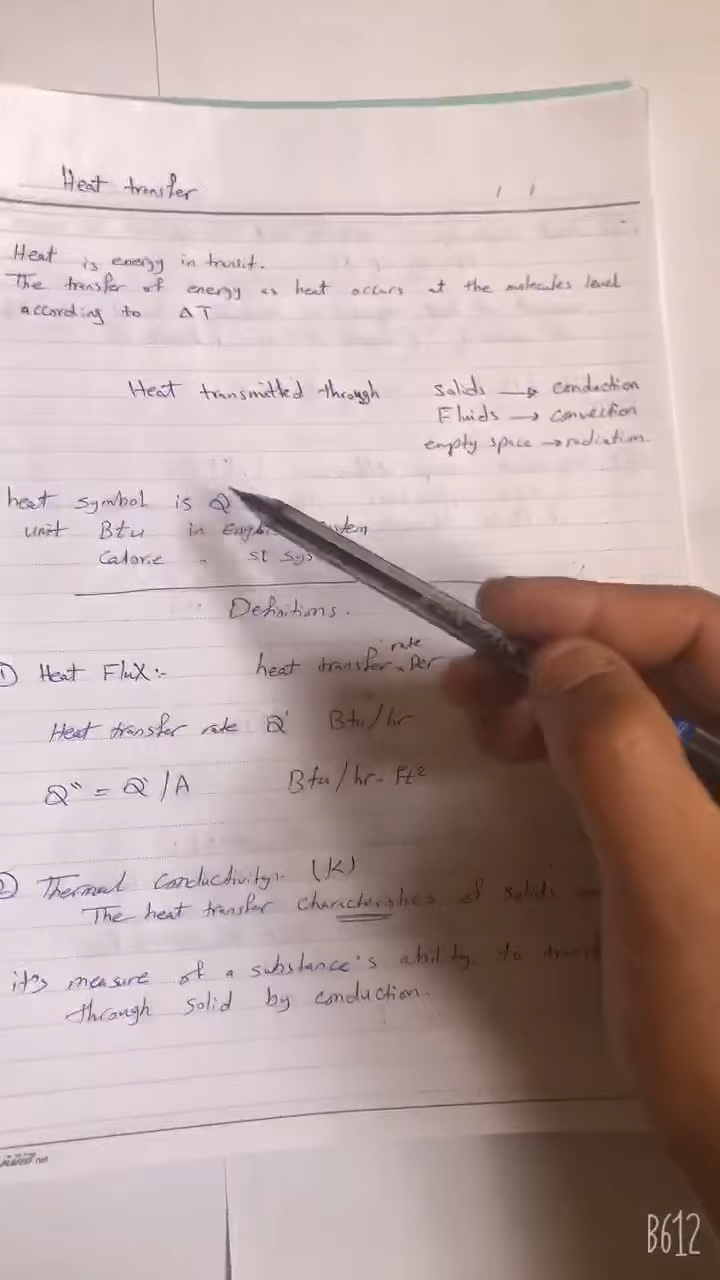 Heat transfer / /
Heat is energy in transit.
The transfer of energy as heat occurs at the molecules level
according to ΔT
Heat transmitted through solids → conduction
Fluids → convection
empty space → radiation
heat symbol is Q
unit Btu in English system
Calorie " SI sys
Definitions.
① Heat Flux:- heat transfer rate per
Heat transfer rate Q̇ Btu/hr
Q̇" = Q̇/A Btu/hr-ft²
② Thermal Conductivity:- (K)
The heat transfer characteristics of solids
it's measure of a substance's ability to
through solid by conduction.
B612